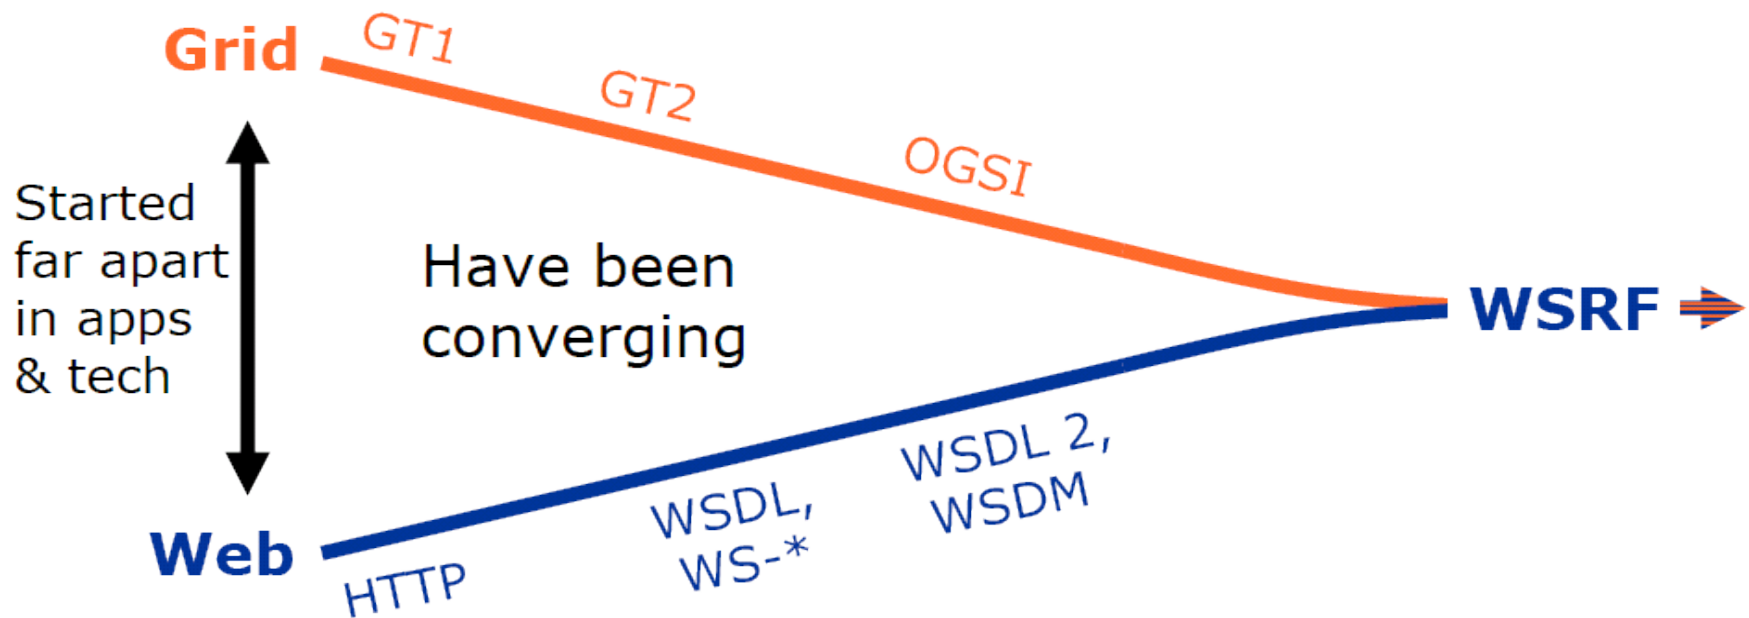 Grid
GT1
GT2
OGSI
Started
far apart
in apps
& tech
Have been
converging
WSRF
WSDL 2,
WSDM
WSDL,
WS-*
Web
HTTP